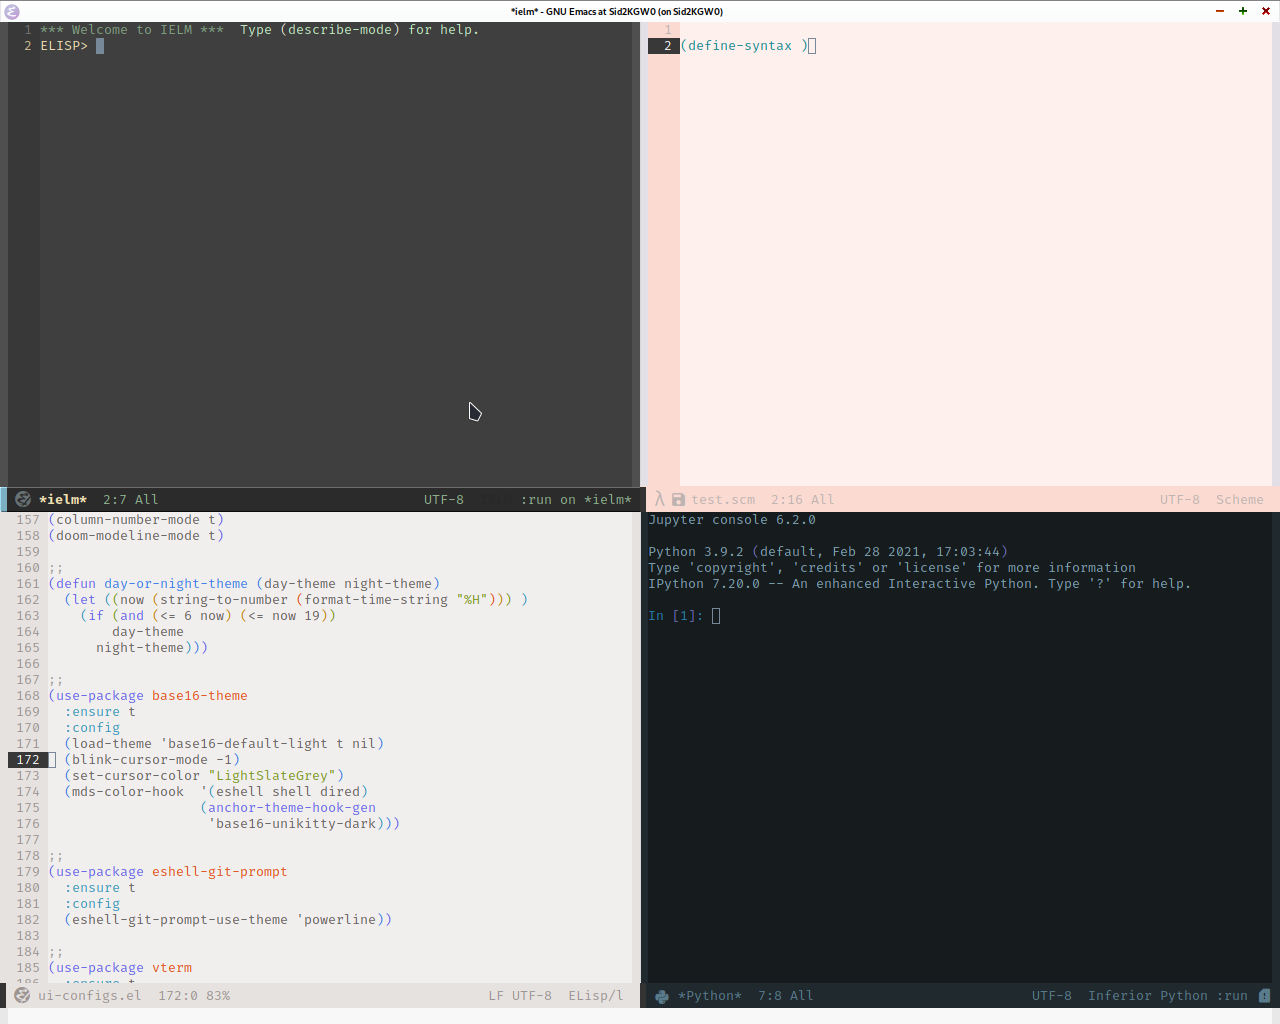 *ielm* - GNU Emacs at Sid2KGW0 (on Sid2KGW0)
1 *** Welcome to IELM ***  Type (describe-mode) for help.
2 ELISP>
*ielm*  2:7 All UTF-8 :run on *ielm*
1
2 (define-syntax )
λ test.scm  2:16 All UTF-8  Scheme
157 (column-number-mode t)
158 (doom-modeline-mode t)
159
160 ;;
161 (defun day-or-night-theme (day-theme night-theme)
162   (let ((now (string-to-number (format-time-string "%H"))) )
163     (if (and (<= 6 now) (<= now 19))
164         day-theme
165       night-theme)))
166
167 ;;
168 (use-package base16-theme
169   :ensure t
170   :config
171   (load-theme 'base16-default-light t nil)
172   (blink-cursor-mode -1)
173   (set-cursor-color "LightSlateGrey")
174   (mds-color-hook  '(eshell shell dired)
175                    (anchor-theme-hook-gen
176                     'base16-unikitty-dark)))
177
178 ;;
179 (use-package eshell-git-prompt
180   :ensure t
181   :config
182   (eshell-git-prompt-use-theme 'powerline))
183
184 ;;
185 (use-package vterm
186   :ensure t
ui-configs.el  172:0 83% LF UTF-8  ELisp/l
Jupyter console 6.2.0
Python 3.9.2 (default, Feb 28 2021, 17:03:44)
Type 'copyright', 'credits' or 'license' for more information
IPython 7.20.0 -- An enhanced Interactive Python. Type '?' for help.
In [1]:
*Python*  7:8 All UTF-8  Inferior Python :run